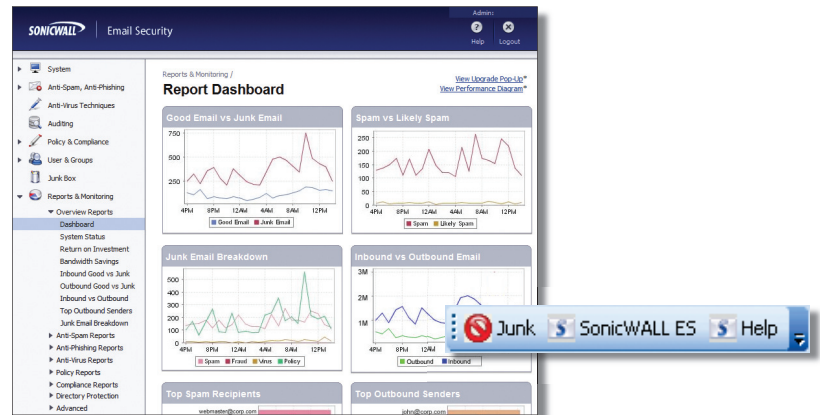 Admin:
SONICWALL
Email Security
Help
Logout
System
Anti-Spam, Anti-Phishing
Anti-Virus Techniques
Auditing
Policy & Compliance
User & Groups
Junk Box
Reports & Monitoring
Overview Reports
Dashboard
System Status
Return on Investment
Bandwidth Savings
Inbound Good vs Junk
Outbound Good vs Junk
Inbound vs Outbound
Top Outbound Senders
Junk Email Breakdown
Anti-Spam Reports
Anti-Phishing Reports
Anti-Virus Reports
Policy Reports
Compliance Reports
Directory Protection
Advanced
Reports & Monitoring /
Report Dashboard
View Upgrade Pop-Up*
View Performance Diagram*
Good Email vs Junk Email
750
500
250
4PM 8PM 12AM 4AM 8AM 12PM
Good Email Junk Email
Spam vs Likely Spam
250
200
150
100
50
0
4PM 8PM 12AM 4AM 8AM 12PM
Spam Likely Spam
Junk Email Breakdown
500
400
300
200
100
0
4PM 8PM 12AM 4AM 8AM 12PM
Spam Fraud Virus Policy
Inbound vs Outbound Email
3M
2M
1M
4PM 8PM 12AM
Outbound Inbound
Junk SonicWALL ES Help
Top Spam Recipients
webmaster@corp.com
Top Outbound Senders
john@corp.com